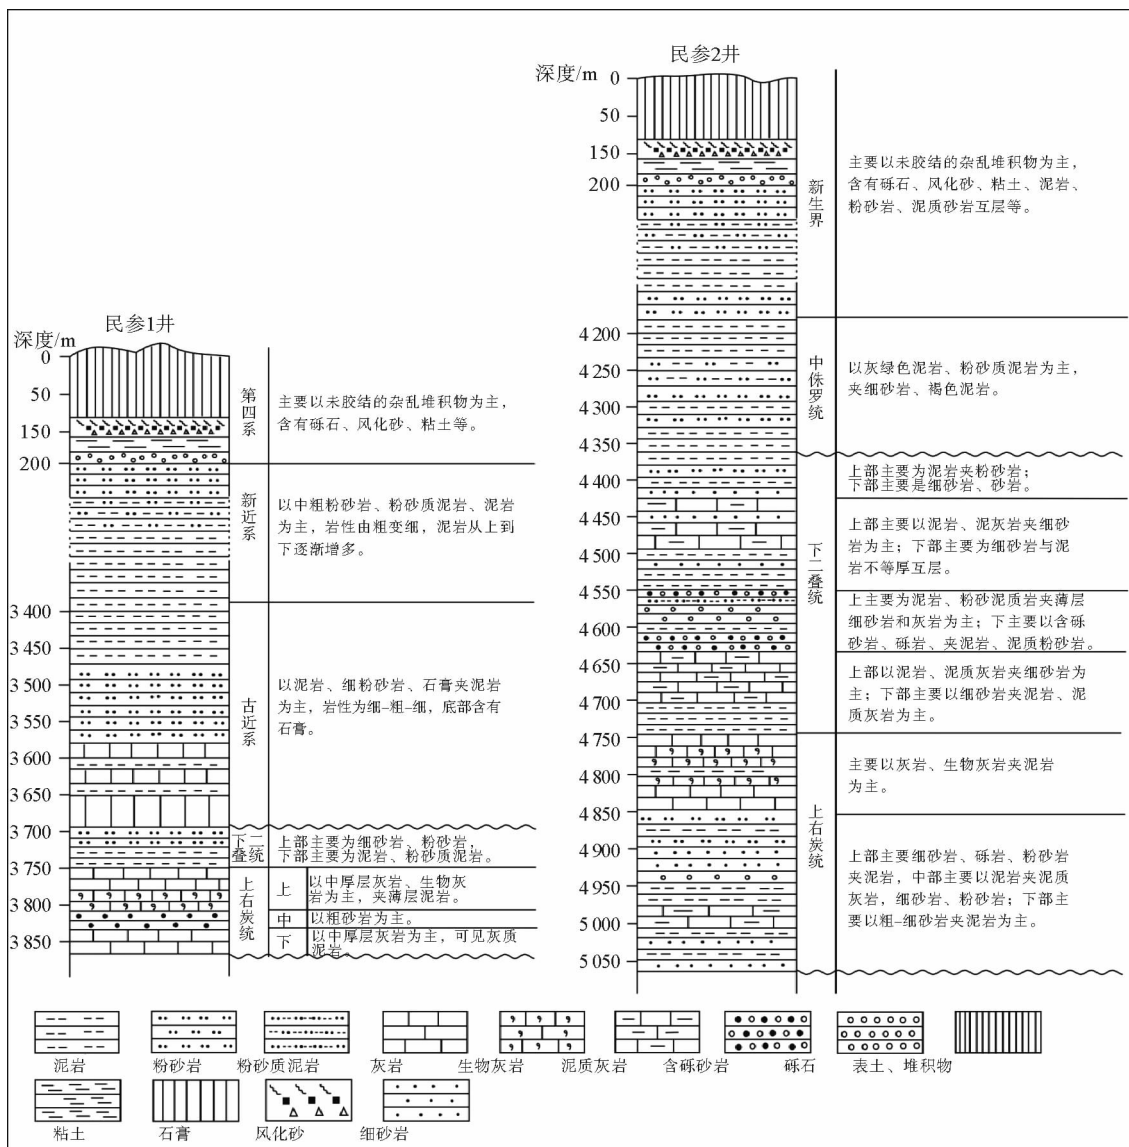 民参2井
深度/m
0
50
150
200
4 200
4 250
4 300
4 350
4 400
4 450
4 500
4 550
4 600
4 650
4 700
4 750
4 800
4 850
4 900
4 950
5 000
5 050
新生界
主要以未胶结的杂乱堆积物为主,
含有砾石、风化砂、粘土、泥岩、
粉砂岩、泥质砂岩互层等。
中侏罗统
以灰绿色泥岩、粉砂质泥岩为主,
夹细砂岩、褐色泥岩。
下二叠统
上部主要为泥岩夹粉砂岩;
下部主要是细砂岩、砂岩。
上部主要以泥岩、泥灰岩夹细砂
岩为主;下部主要为细砂岩与泥
岩不等厚互层。
上主要为泥岩、粉砂泥质岩夹薄层
细砂岩和灰岩为主;下主要以含砾
砂岩、砾岩、夹泥岩、泥质粉砂岩。
上部以泥岩、泥质灰岩夹细砂岩为
主;下部主要以细砂岩夹泥岩、泥
质灰岩为主。
上右炭统
主要以灰岩、生物灰岩夹泥岩
为主。
上部主要细砂岩、砾岩、粉砂岩
夹泥岩,中部主要以泥岩夹泥质
灰岩,细砂岩、粉砂岩;下部主
要以粗–细砂岩夹泥岩为主。
民参1井
深度/m
0
50
150
200
3 400
3 450
3 500
3 550
3 600
3 650
3 700
3 750
3 800
3 850
第四系
主要以未胶结的杂乱堆积物为主,
含有砾石、风化砂、粘土等。
新近系
以中粗粉砂岩、粉砂质泥岩、泥岩
为主,岩性由粗变细,泥岩从上到
下逐渐增多。
古近系
以泥岩、细粉砂岩、石膏夹泥岩
为主,岩性为细–粗–细,底部含有
石膏。
下二
叠统
上部主要为细砂岩、粉砂岩,
下部主要为泥岩、粉砂质泥岩。
上右炭统
上
以中厚层灰岩、生物灰
岩为主,夹薄层泥岩。
中
以粗砂岩为主。
下
以中厚层灰岩为主,可见灰质
泥岩。
泥岩 粉砂岩 粉砂质泥岩 灰岩 生物灰岩 泥质灰岩 含砾砂岩 砾石 表土、堆积物
粘土 石膏 风化砂 细砂岩